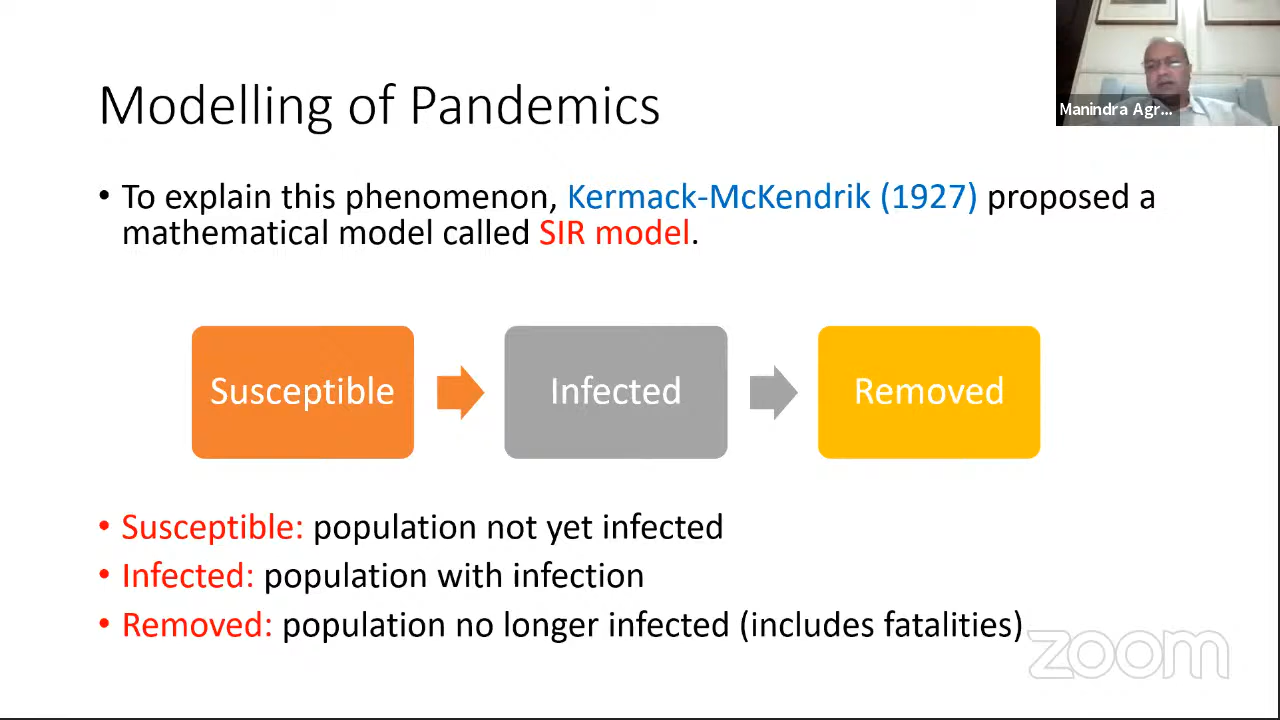 Modelling of Pandemics
Manindra Agr...
• To explain this phenomenon, Kermack-McKendrik (1927) proposed a
mathematical model called SIR model.
Susceptible
Infected
Removed
• Susceptible: population not yet infected
• Infected: population with infection
• Removed: population no longer infected (includes fatalities)
zoom